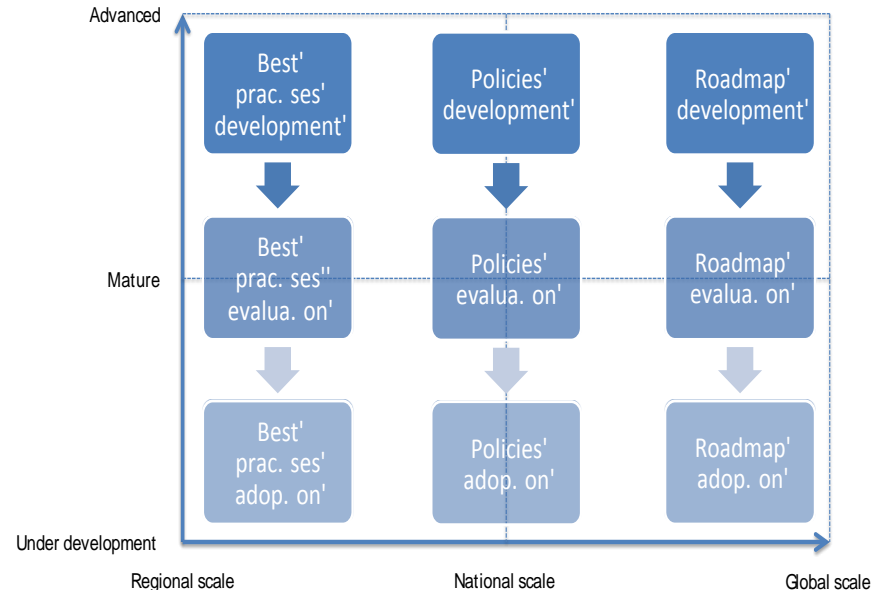 Advanced
Best'
prac. ses'
development'
Policies'
development'
Roadmap'
development'
Mature
Best'
prac. ses''
evalua. on'
Policies'
evalua. on'
Roadmap'
evalua. on'
Best'
prac. ses'
adop. on'
Policies'
adop. on'
Roadmap'
adop. on'
Under development
Regional scale
National scale
Global scale